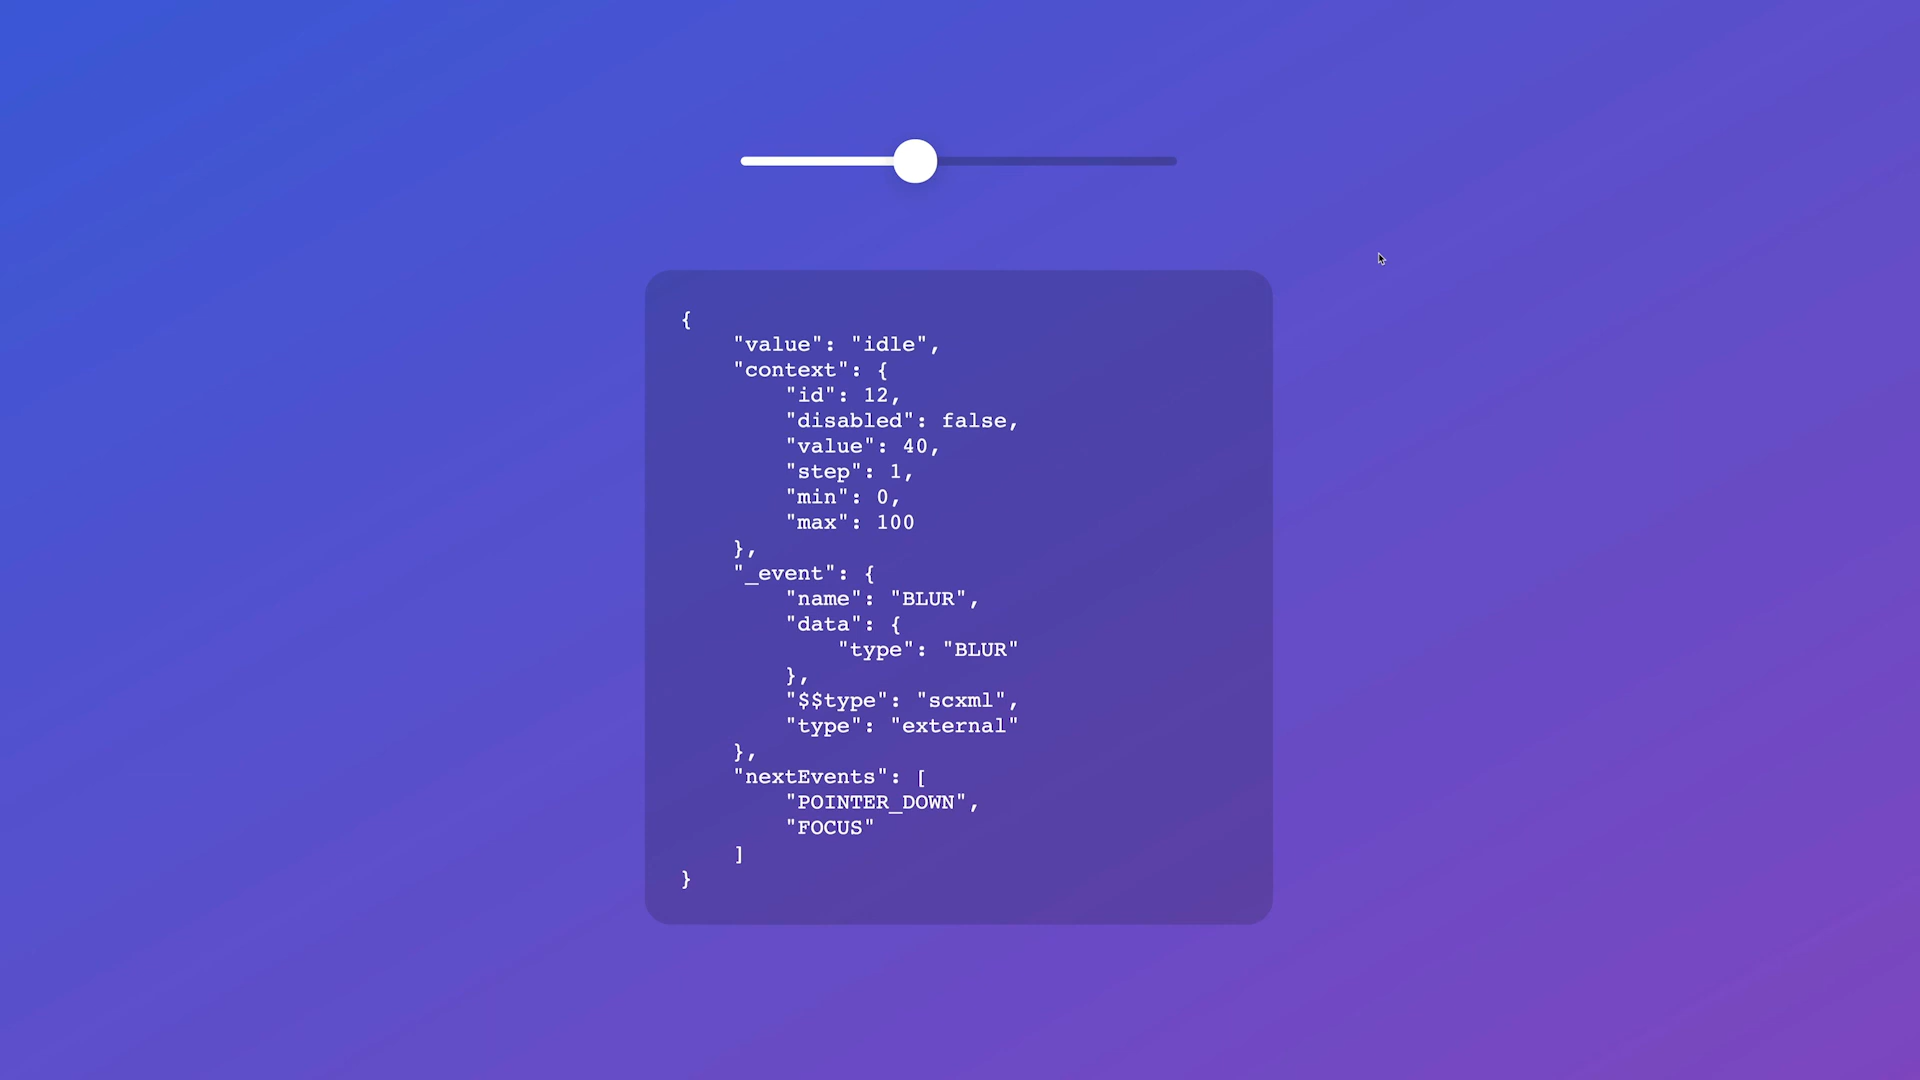 {
"value": "idle",
"context": {
"id": 12,
"disabled": false,
"value": 40,
"step": 1,
"min": 0,
"max": 100
},
"_event": {
"name": "BLUR",
"data": {
"type": "BLUR"
},
"$$type": "scxml",
"type": "external"
},
"nextEvents": [
"POINTER_DOWN",
"FOCUS"
]
}